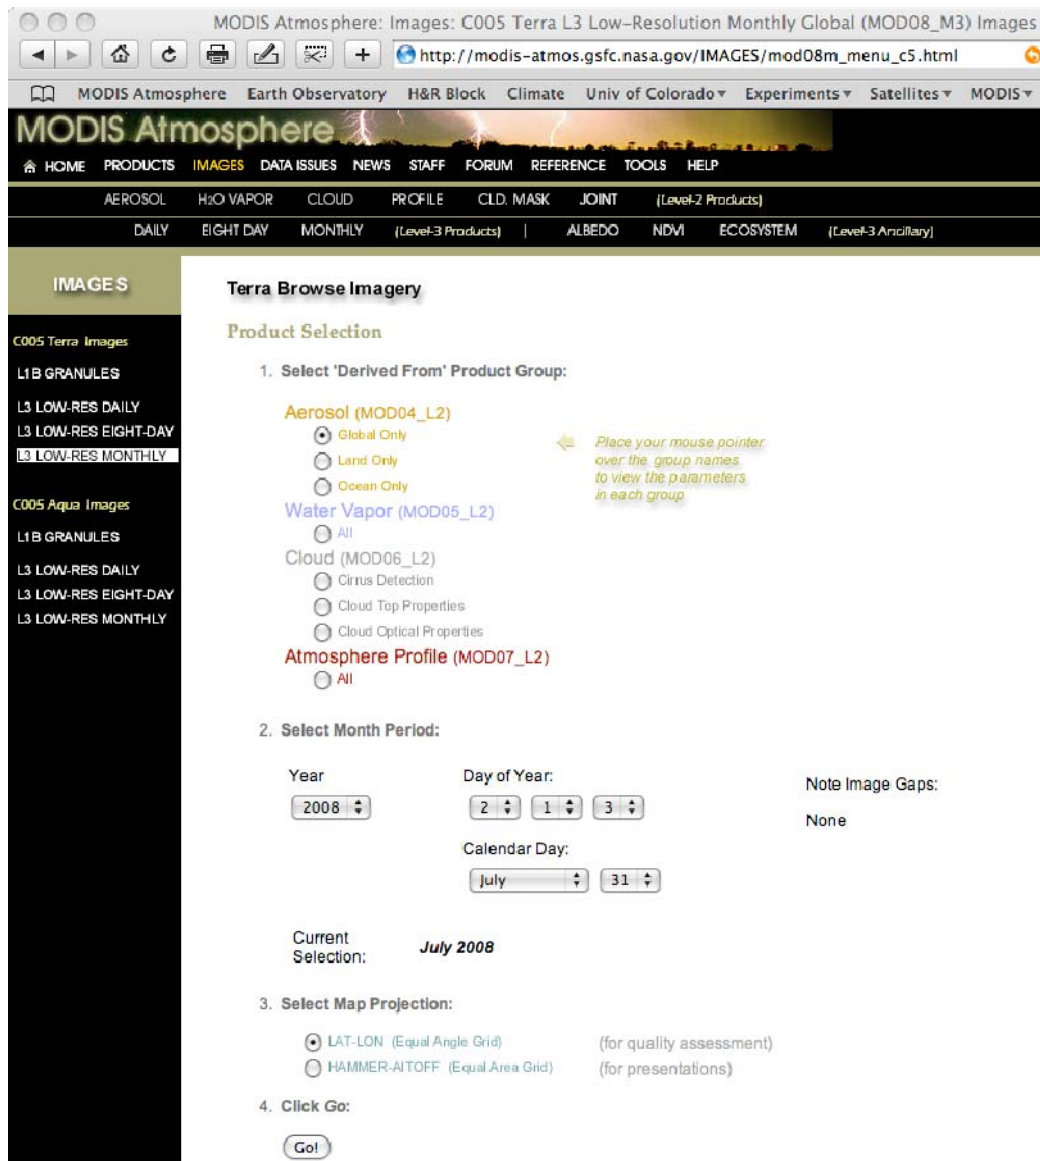 MODIS Atmosphere: Images: C005 Terra L3 Low-Resolution Monthly Global (MOD08_M3) Images
http://modis-atmos.gsfc.nasa.gov/IMAGES/mod08m_menu_c5.html
MODIS Atmosphere Earth Observatory H&R Block Climate Univ of Colorado Experiments Satellites MODIS
MODIS Atmosphere
HOME PRODUCTS IMAGES DATA ISSUES NEWS STAFF FORUM REFERENCE TOOLS HELP
AEROSOL H2O VAPOR CLOUD PROFILE CLD. MASK JOINT (Level-2 Products)
DAILY EIGHT DAY MONTHLY (Level-3 Products) | ALBEDO NDVI ECOSYSTEM (Level-3 Ancillary)
IMAGES
C005 Terra Images
L1B GRANULES
L3 LOW-RES DAILY
L3 LOW-RES EIGHT-DAY
L3 LOW-RES MONTHLY
C005 Aqua Images
L1B GRANULES
L3 LOW-RES DAILY
L3 LOW-RES EIGHT-DAY
L3 LOW-RES MONTHLY
Terra Browse Imagery
Product Selection
1. Select 'Derived From' Product Group:
Aerosol (MOD04_L2)
Global Only
Land Only
Ocean Only
Place your mouse pointer
over the group names
to view the parameters
in each group
Water Vapor (MOD05_L2)
All
Cloud (MOD06_L2)
Cirrus Detection
Cloud Top Properties
Cloud Optical Properties
Atmosphere Profile (MOD07_L2)
All
2. Select Month Period:
Year Day of Year:
2008 2 1 3
Note Image Gaps:
None
Calendar Day:
July 31
Current
Selection:
July 2008
3. Select Map Projection:
LAT-LON (Equal Angle Grid) (for quality assessment)
HAMMER-AITOFF (Equal Area Grid) (for presentations)
4. Click Go:
Go!